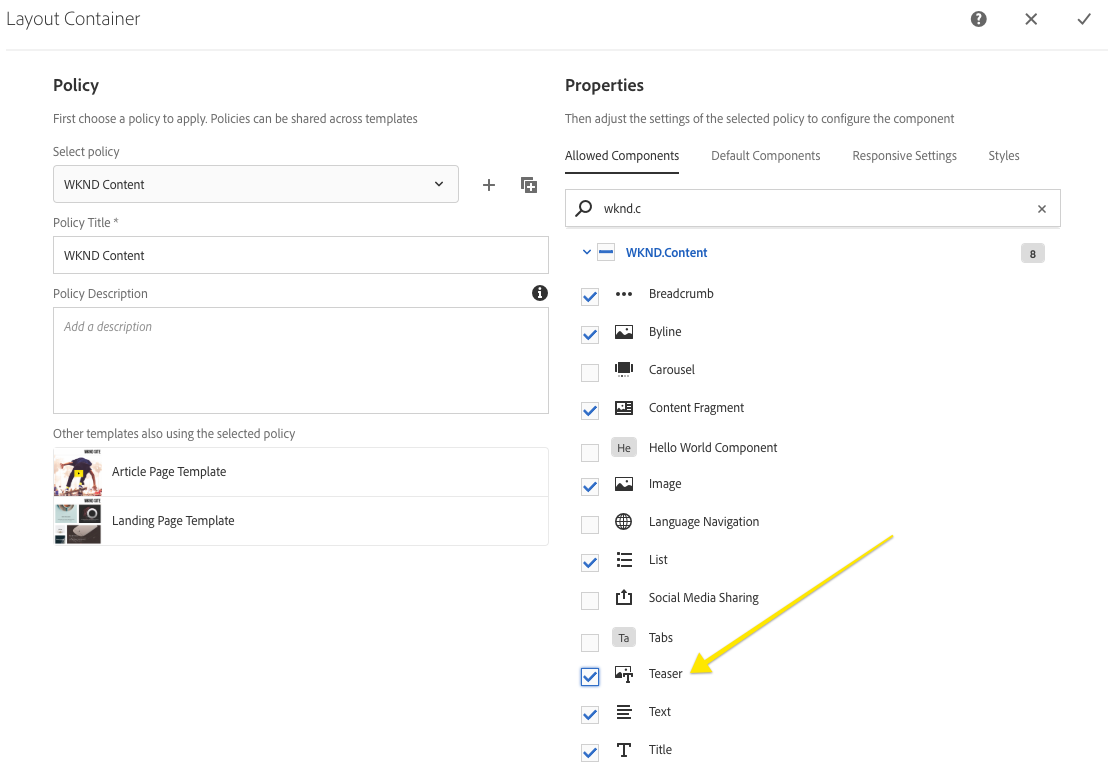 Layout Container
Policy
First choose a policy to apply. Policies can be shared across templates
Select policy
WKND Content
Policy Title *
WKND Content
Policy Description
Add a description
Other templates also using the selected policy
WKND SITE
Article Page Template
WKND SITE
Landing Page Template
Properties
Then adjust the settings of the selected policy to configure the component
Allowed Components Default Components Responsive Settings Styles
wknd.c
WKND.Content 8
Breadcrumb
Byline
Carousel
Content Fragment
He Hello World Component
Image
Language Navigation
List
Social Media Sharing
Ta Tabs
Teaser
Text
Title